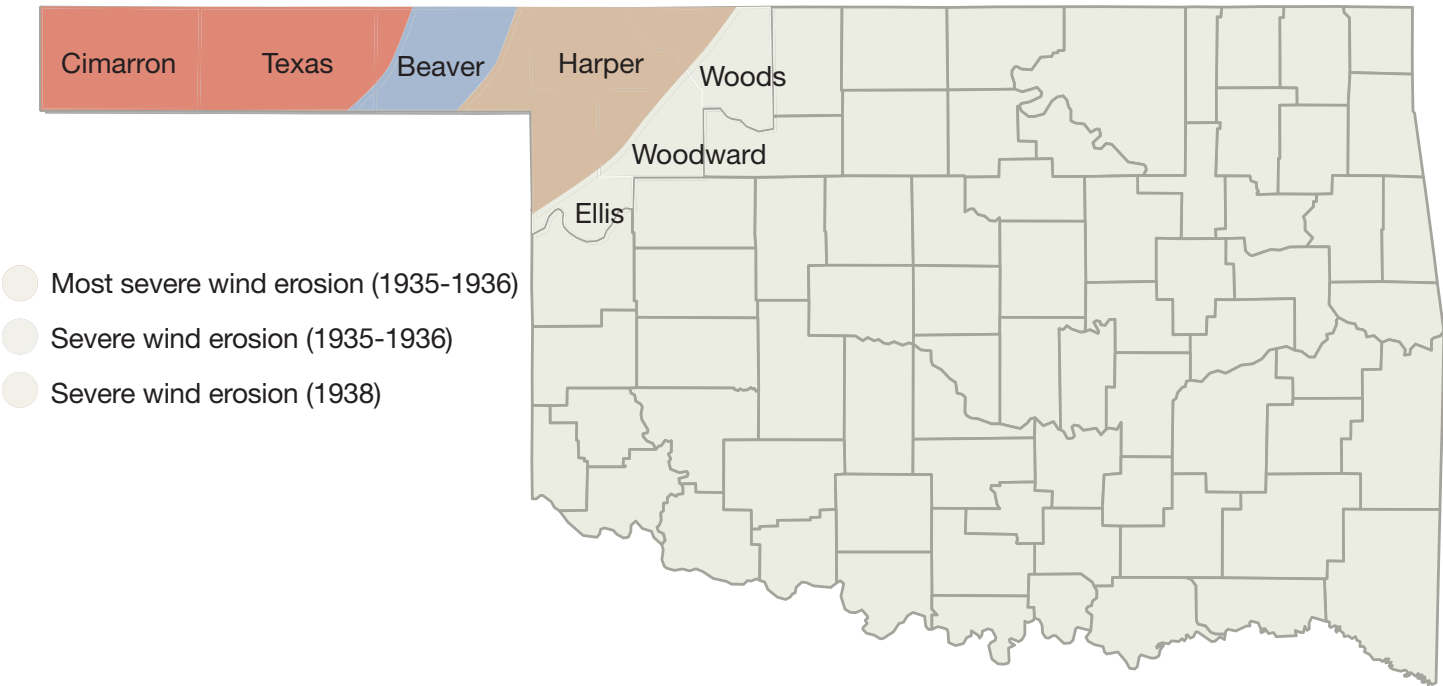 Cimarron
Texas
Beaver
Harper
Woods
Woodward
Ellis
Most severe wind erosion (1935-1936)
Severe wind erosion (1935-1936)
Severe wind erosion (1938)